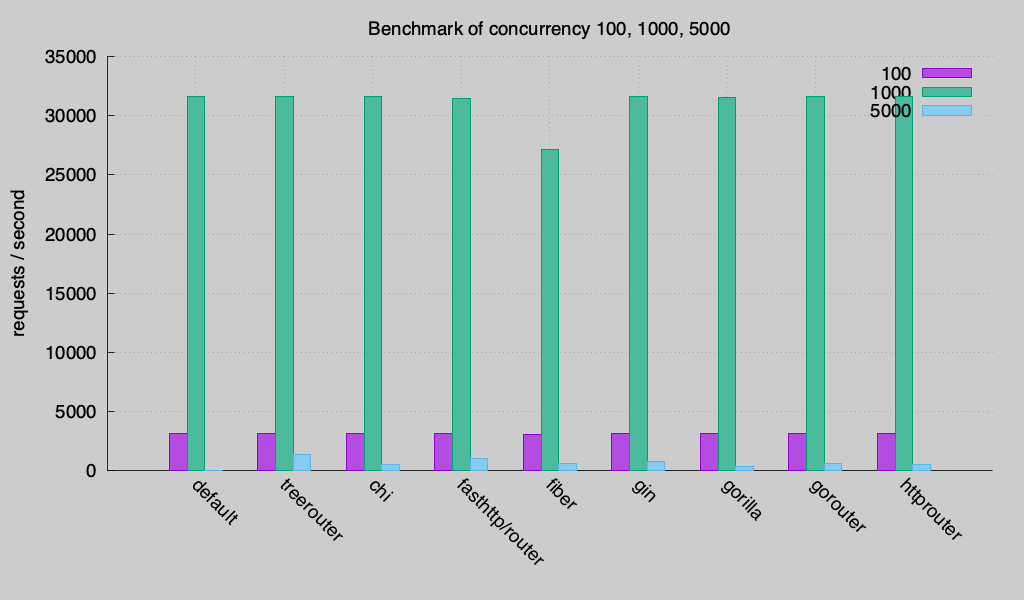 Benchmark of concurrency 100, 1000, 5000
35000
30000
25000
20000
15000
10000
5000
0
requests / second
100
1000
5000
default
treerouter
chi
fasthttp/router
fiber
gin
gorilla
gorouter
httprouter